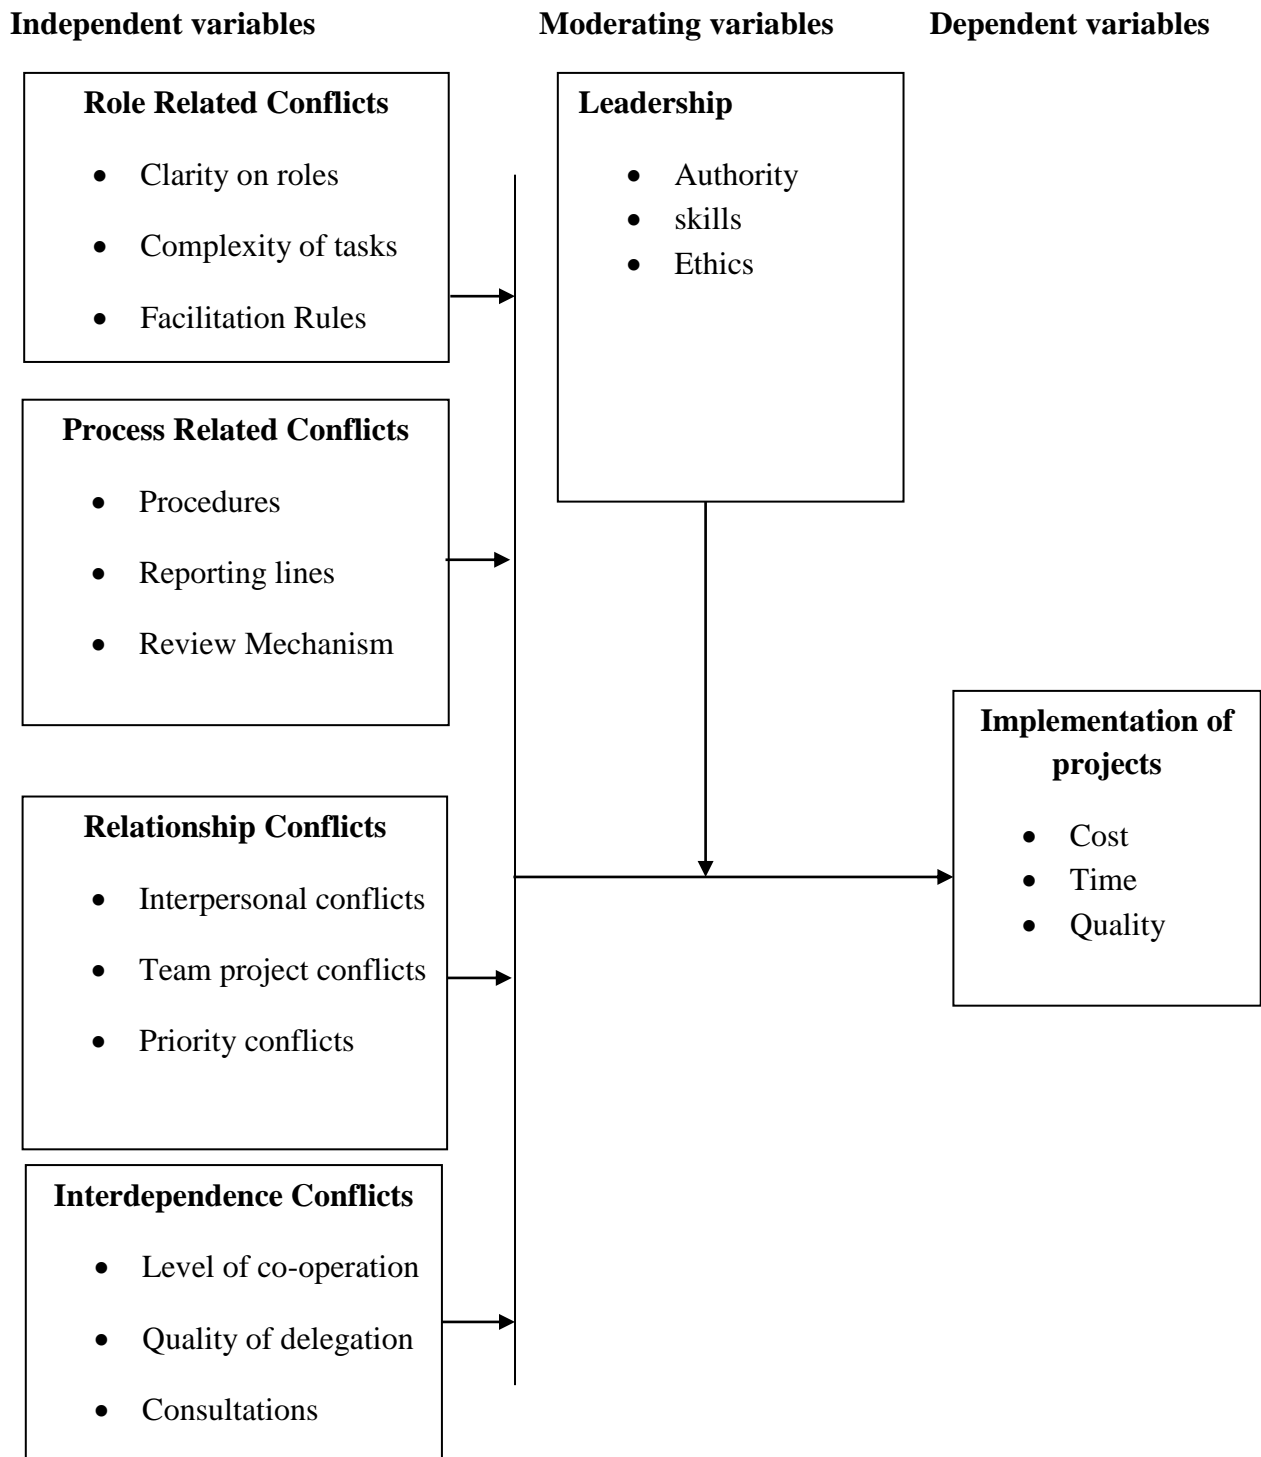 Independent variables
Moderating variables
Dependent variables
Role Related Conflicts
• Clarity on roles
• Complexity of tasks
• Facilitation Rules
Process Related Conflicts
• Procedures
• Reporting lines
• Review Mechanism
Relationship Conflicts
• Interpersonal conflicts
• Team project conflicts
• Priority conflicts
Interdependence Conflicts
• Level of co-operation
• Quality of delegation
• Consultations
Leadership
• Authority
• skills
• Ethics
Implementation of
projects
• Cost
• Time
• Quality